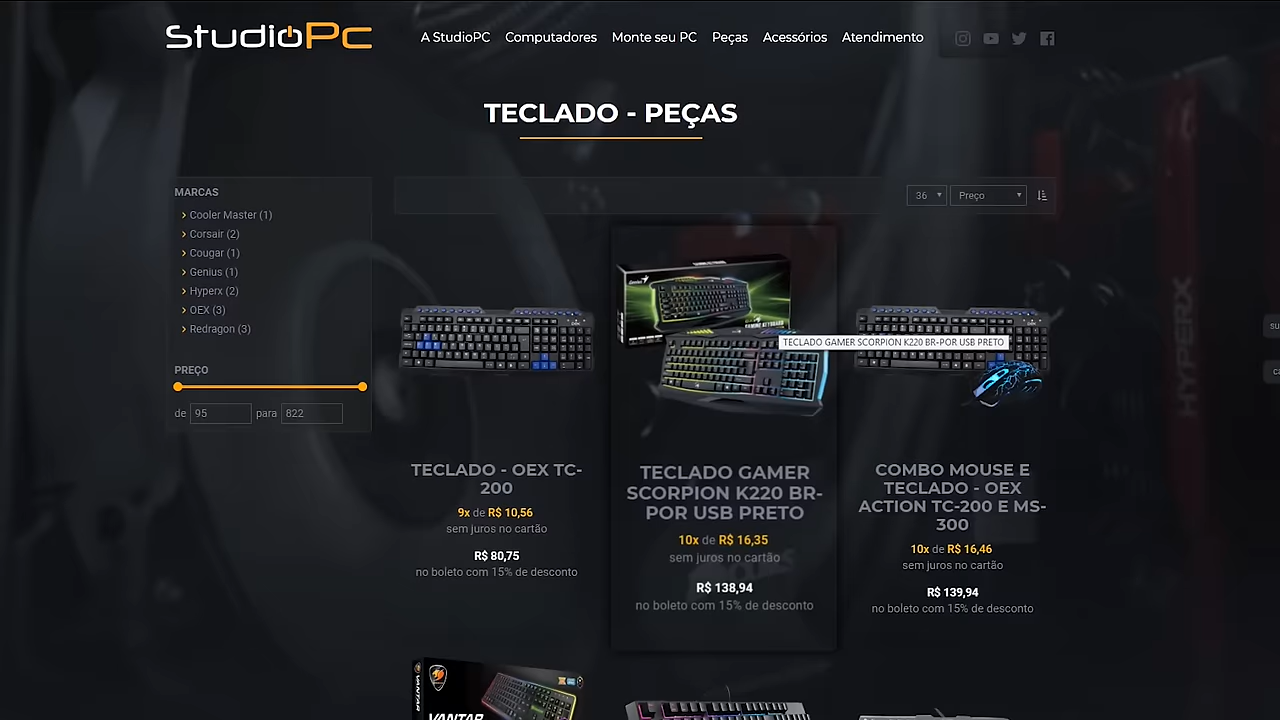 StudioPc
A StudioPC Computadores Monte seu PC Peças Acessórios Atendimento
TECLADO - PEÇAS
MARCAS
Cooler Master (1)
Corsair (2)
Cougar (1)
Genius (1)
Hyperx (2)
OEX (3)
Redragon (3)
PREÇO
de 95 para 822
36 Preço
TECLADO GAMER SCORPION K220 BR-POR USB PRETO
TECLADO - OEX TC-
200
9x de R$ 10,56
sem juros no cartão
R$ 80,75
no boleto com 15% de desconto
TECLADO GAMER
SCORPION K220 BR-
POR USB PRETO
10x de R$ 16,35
sem juros no cartão
R$ 138,94
no boleto com 15% de desconto
COMBO MOUSE E
TECLADO - OEX
ACTION TC-200 E MS-
300
10x de R$ 16,46
sem juros no cartão
R$ 139,94
no boleto com 15% de desconto
HYPERX
su
ca
VANTAR